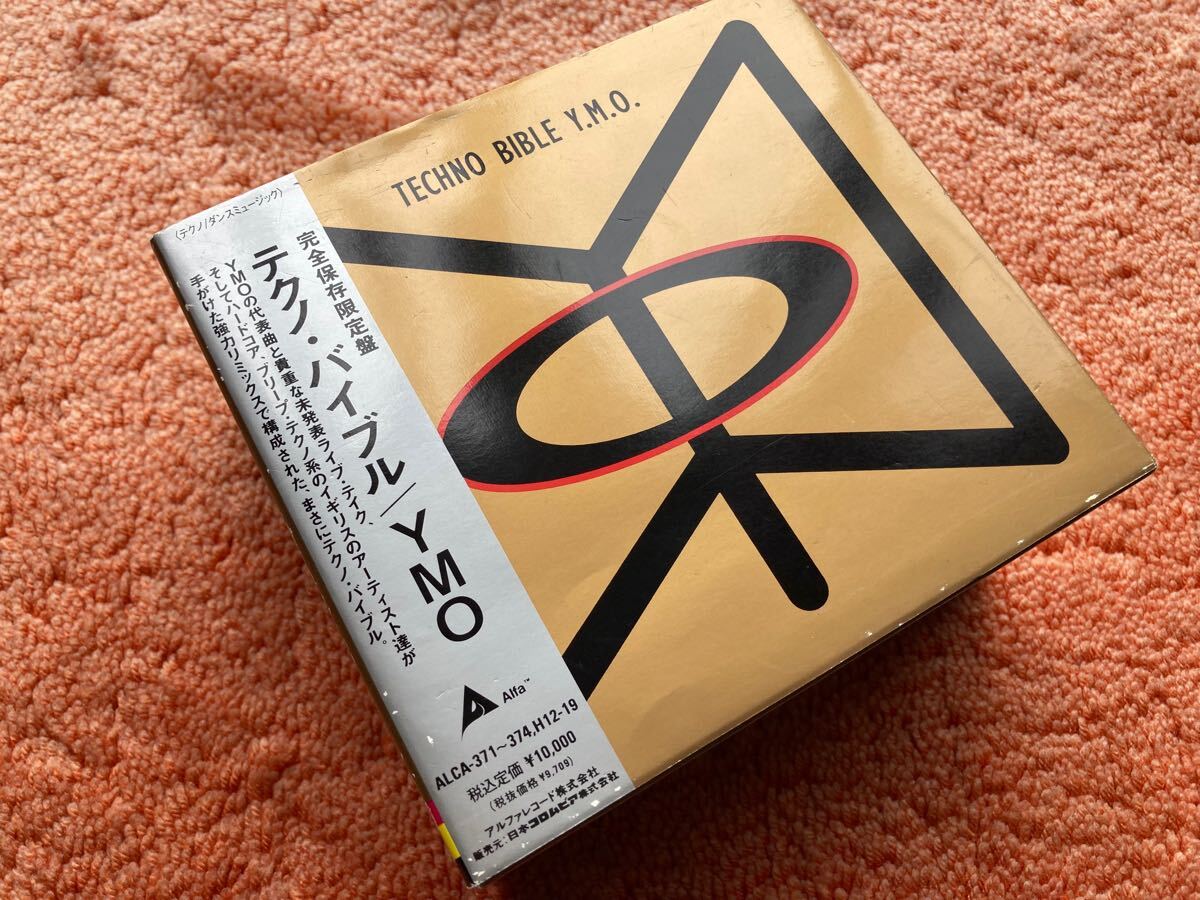 TECHNO BIBLE Y.M.O.
(テクノ/ダンスミュージック)
完全保存限定盤
テクノ・バイブル/YMO
YMOの代表曲と貴重な未発表ライブ・テイク、
そしてハードコア、ブリープ・テクノ系のイギリスのアーティスト達が
手がけた強力リミックスで構成された、まさにテクノ・バイブル。
Alfa™
ALCA-371~374,H12-19
税込定価 ¥10,000
(税抜価格 ¥9,709)
アルファレコード株式会社
販売元:日本コロムビア株式会社